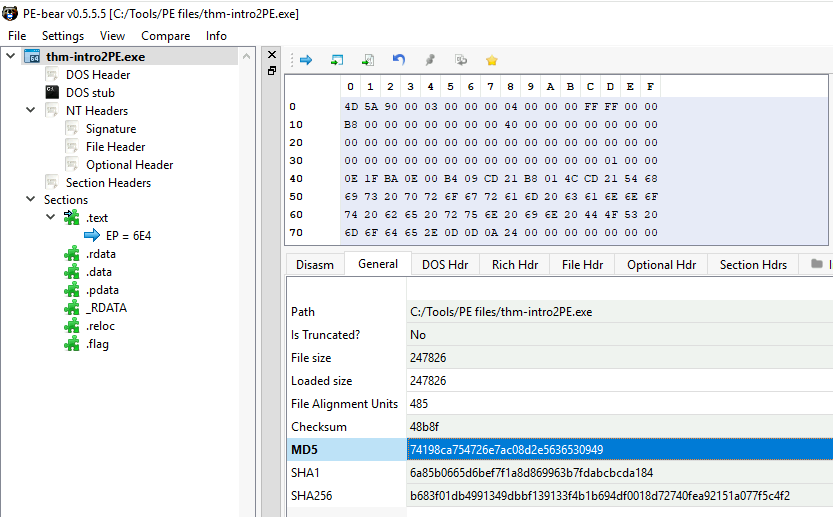 PE-bear v0.5.5.5 [C:/Tools/PE files/thm-intro2PE.exe]
File Settings View Compare Info
thm-intro2PE.exe
DOS Header
DOS stub
NT Headers
Signature
File Header
Optional Header
Section Headers
Sections
.text
EP = 6E4
.rdata
.data
.pdata
_RDATA
.reloc
.flag
0 1 2 3 4 5 6 7 8 9 A B C D E F
0 4D 5A 90 00 03 00 00 00 04 00 00 00 FF FF 00 00
10 B8 00 00 00 00 00 00 00 40 00 00 00 00 00 00 00
20 00 00 00 00 00 00 00 00 00 00 00 00 00 00 00 00
30 00 00 00 00 00 00 00 00 00 00 00 00 00 01 00 00
40 0E 1F BA 0E 00 B4 09 CD 21 B8 01 4C CD 21 54 68
50 69 73 20 70 72 6F 67 72 61 6D 20 63 61 6E 6E 6F
60 74 20 62 65 20 72 75 6E 20 69 6E 20 44 4F 53 20
70 6D 6F 64 65 2E 0D 0D 0A 24 00 00 00 00 00 00 00
Disasm General DOS Hdr Rich Hdr File Hdr Optional Hdr Section Hdrs
Path C:/Tools/PE files/thm-intro2PE.exe
Is Truncated? No
File size 247826
Loaded size 247826
File Alignment Units 485
Checksum 48b8f
MD5 74198ca754726e7ac08d2e5636530949
SHA1 6a85b0665d6bef7f1a8d869963b7fdabcbcda184
SHA256 b683f01db4991349dbbf139133f4b1b694df0018d72740fea92151a077f5c4f2